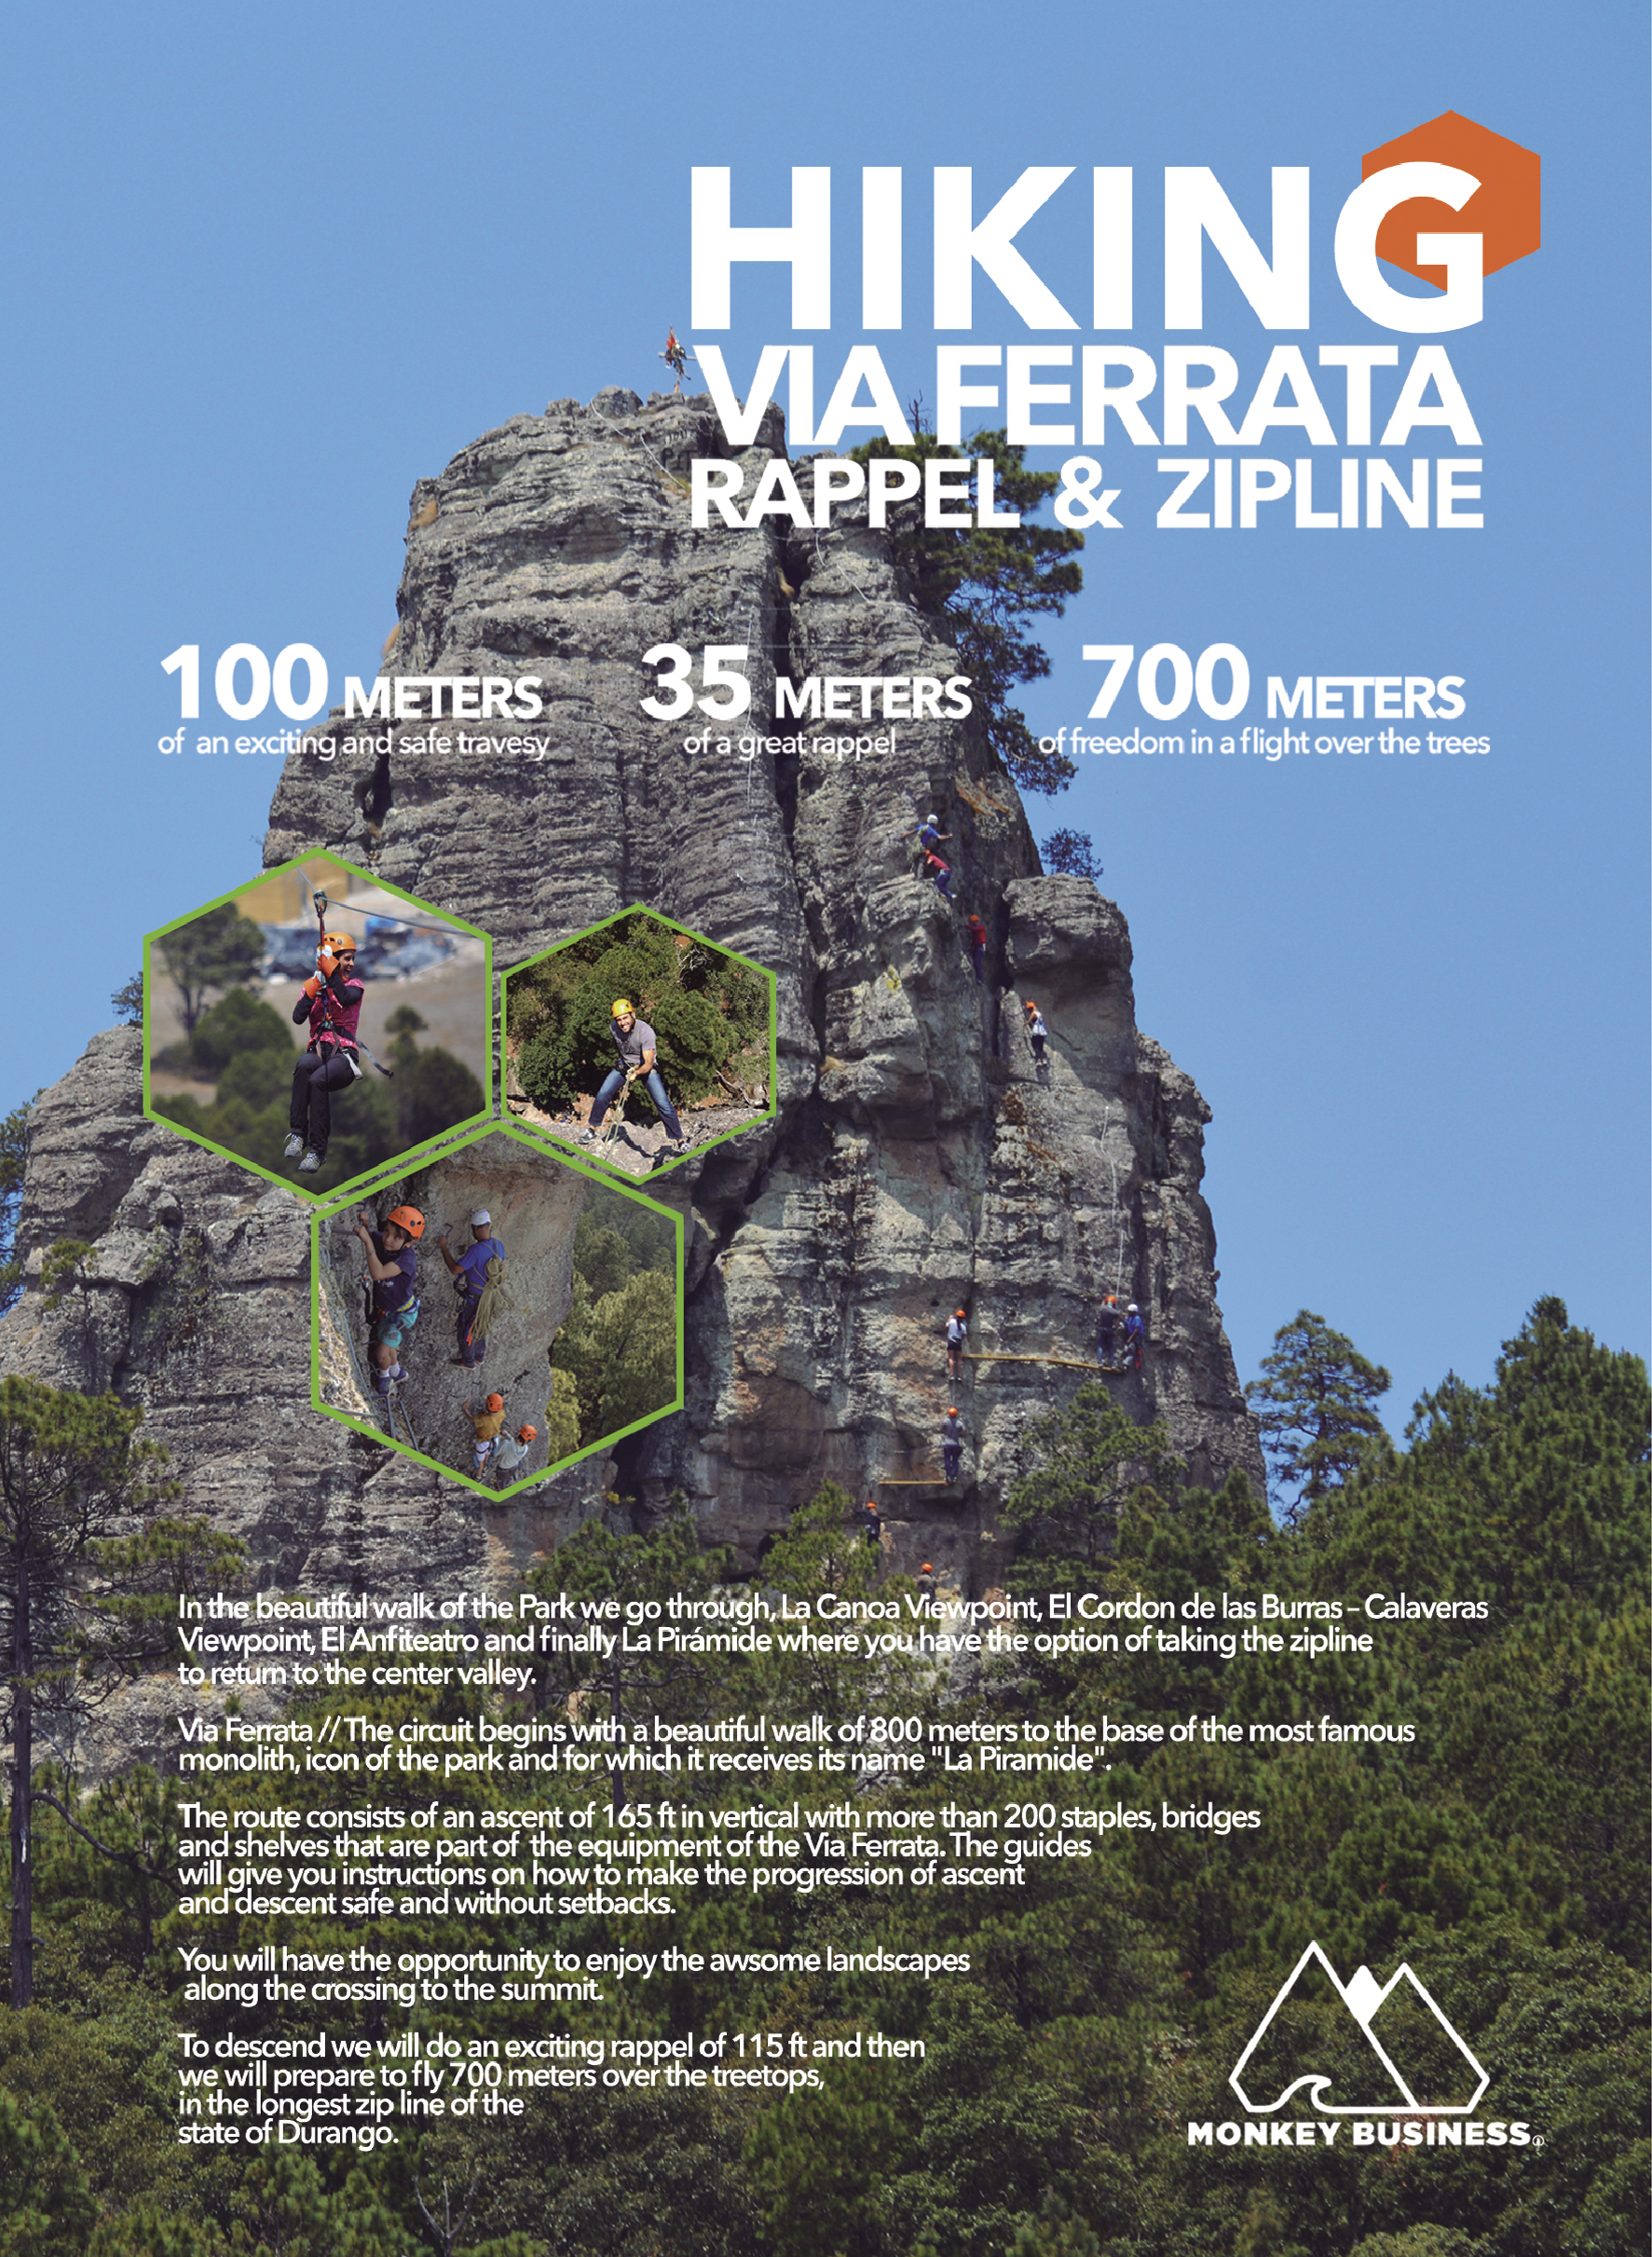 HIKING
VIA FERRATA
RAPPEL & ZIPLINE
100 METERS
of an exciting and safe travesy
35 METERS
of a great rappel
700 METERS
of freedom in a flight over the trees
In the beautiful walk of the Park we go through, La Canoa Viewpoint, El Cordon de las Burras – Calaveras
Viewpoint, El Anfiteatro and finally La Pirámide where you have the option of taking the zipline
to return to the center valley.
Via Ferrata // The circuit begins with a beautiful walk of 800 meters to the base of the most famous
monolith, icon of the park and for which it receives its name "La Piramide".
The route consists of an ascent of 165 ft in vertical with more than 200 staples, bridges
and shelves that are part of the equipment of the Via Ferrata. The guides
will give you instructions on how to make the progression of ascent
and descent safe and without setbacks.
You will have the opportunity to enjoy the awsome landscapes
along the crossing to the summit.
To descend we will do an exciting rappel of 115 ft and then
we will prepare to fly 700 meters over the treetops,
in the longest zip line of the
state of Durango.
MONKEY BUSINESS